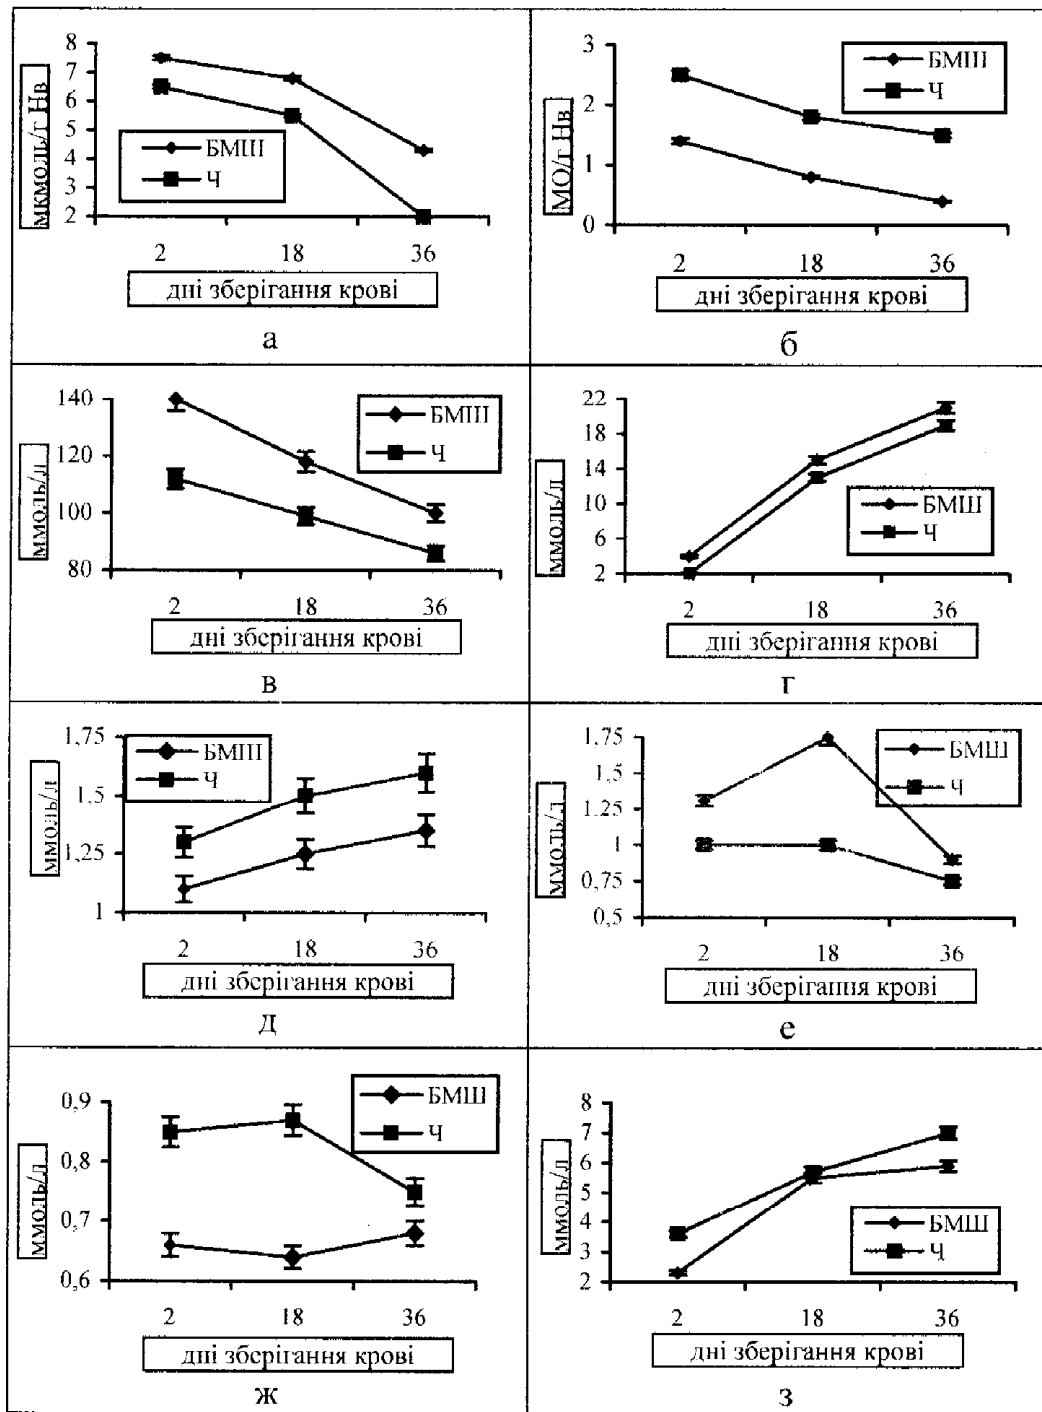 8
7
6
5
4
3
2
мкмоль/г Нв
БМШ
Ч
2 18 36
дні зберігання крові
а
3
2
1
0
МО/г Нв
БМШ
Ч
2 18 36
дні зберігання крові
б
140
120
100
80
ммоль/л
БМШ
Ч
2 18 36
дні зберігання крові
в
22
18
14
10
6
2
ммоль/л
БМШ
Ч
2 18 36
дні зберігання крові
г
1,75
1,5
1,25
1
ммоль/л
БМШ
Ч
2 18 36
дні зберігання крові
д
1,75
1,5
1,25
1
0,75
0,5
ммоль/л
БМШ
Ч
2 18 36
дні зберігання крові
е
0,9
0,8
0,7
0,6
ммоль/л
БМШ
Ч
2 18 36
дні зберігання крові
ж
8
7
6
5
4
3
2
ммоль/л
БМШ
Ч
2 18 36
дні зберігання крові
з